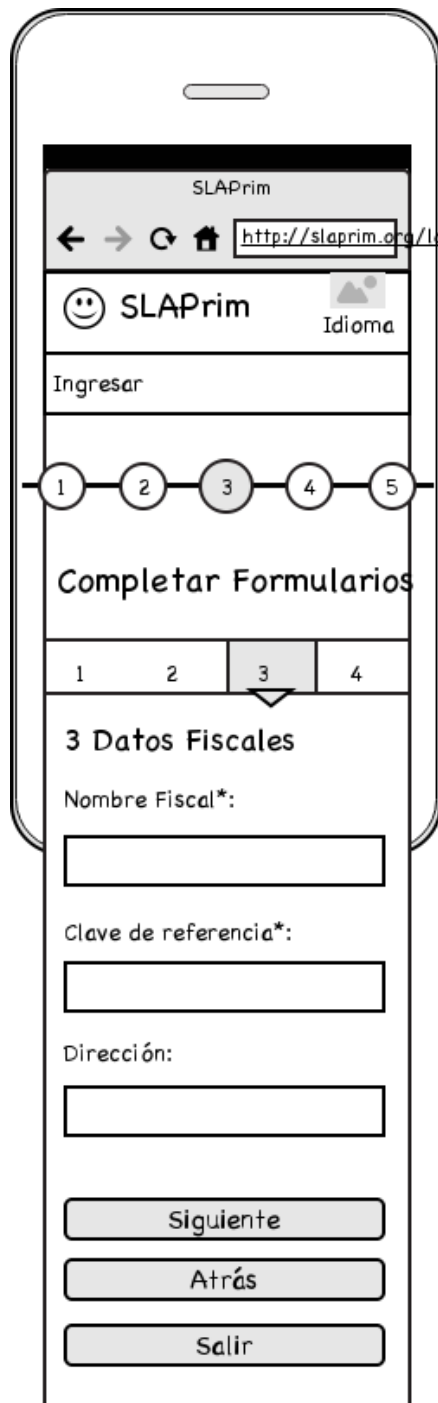 SLAPrim
http://slaprim.org/l
SLAPrim
Idioma
Ingresar
1 2 3 4 5
Completar Formularios
1 2 3 4
3 Datos Fiscales
Nombre Fiscal*:
Clave de referencia*:
Dirección:
Siguiente
Atrás
Salir